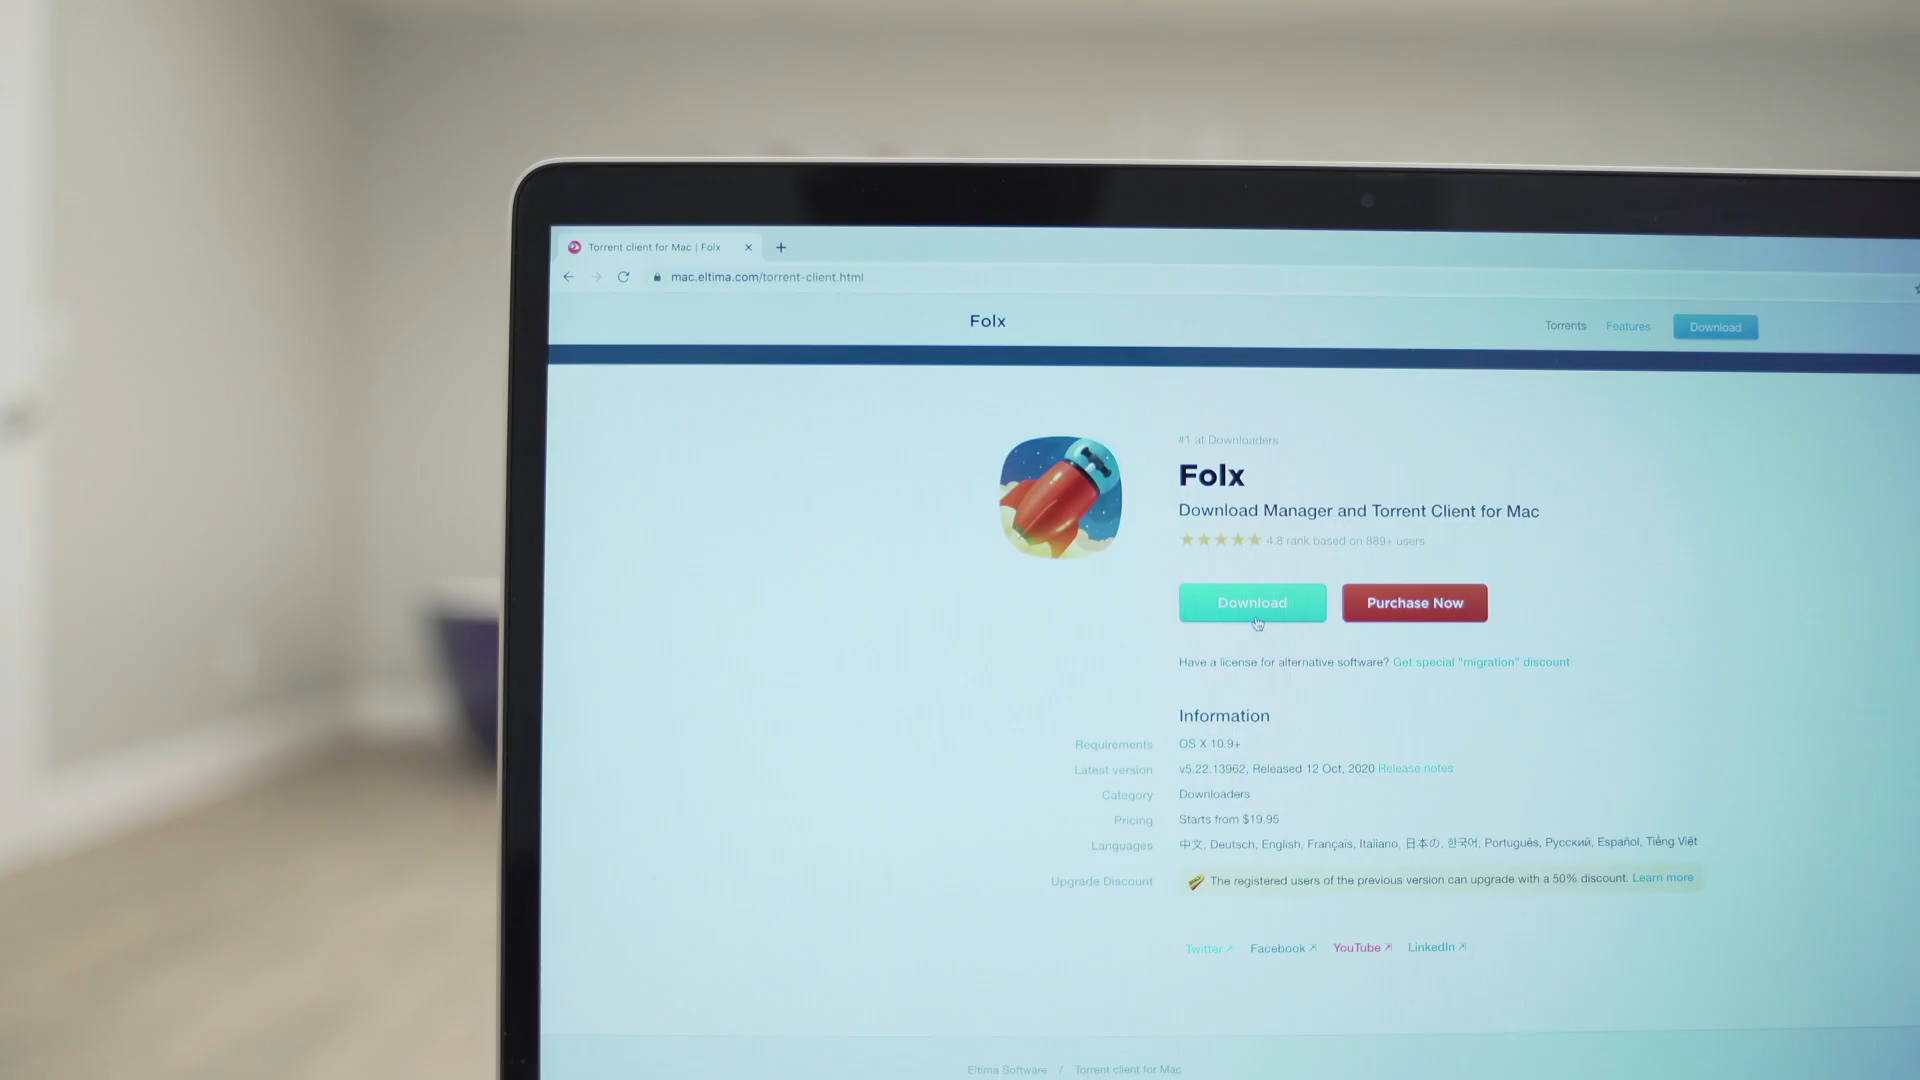 Torrent client for Mac | Folx
mac.eltima.com/torrent-client.html
Folx
Torrents Features Download
#1 at Downloaders
Folx
Download Manager and Torrent Client for Mac
4.8 rank based on 889+ users
Download Purchase Now
Have a license for alternative software? Get special "migration" discount
Information
Requirements OS X 10.9+
Latest version v5.22.13962, Released 12 Oct, 2020 Release notes
Category Downloaders
Pricing Starts from $19.95
Languages 中文, Deutsch, English, Français, Italiano, 日本の, 한국어, Português, Русский, Español, Tiếng Việt
Upgrade Discount The registered users of the previous version can upgrade with a 50% discount. Learn more
Twitter Facebook YouTube LinkedIn
Eltima Software / Torrent client for Mac